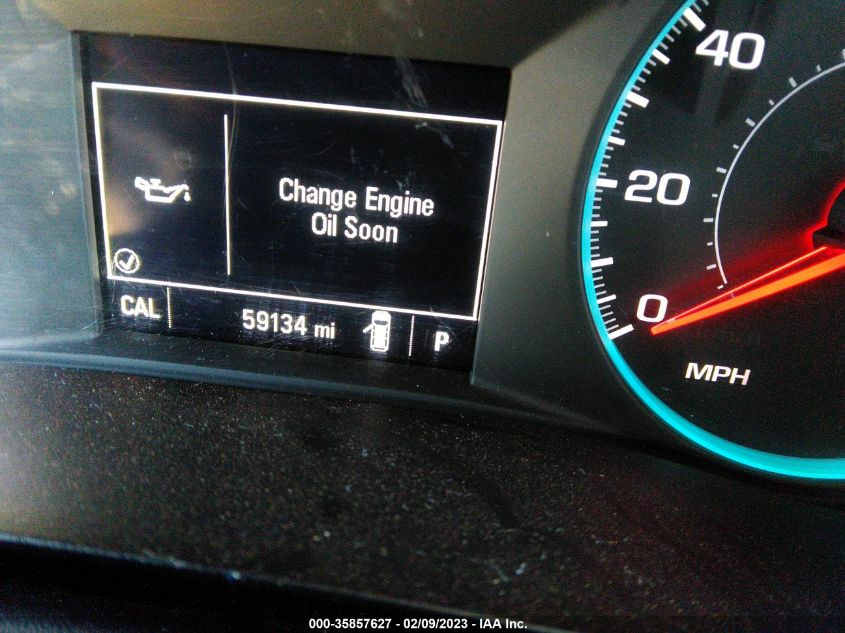 Change Engine
Oil Soon
CAL 59134 mi P
40
20
0
MPH
000-35857627 - 02/09/2023 - IAA Inc.